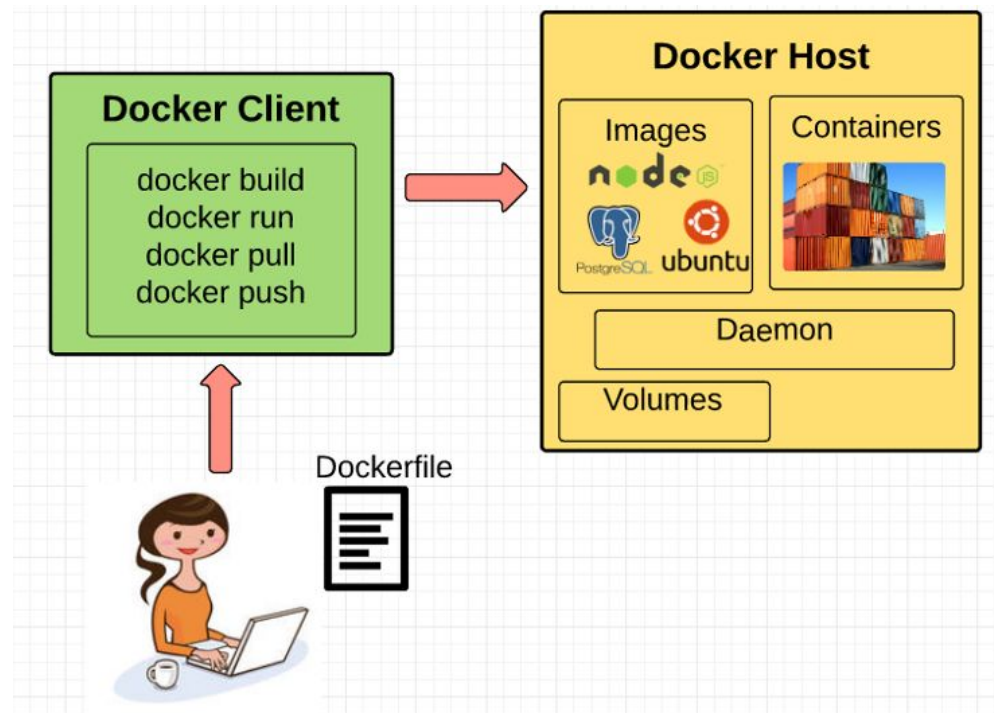 Docker Client
docker build
docker run
docker pull
docker push
Docker Host
Images
node JS
PostgreSQL
ubuntu
Containers
Daemon
Volumes
Dockerfile